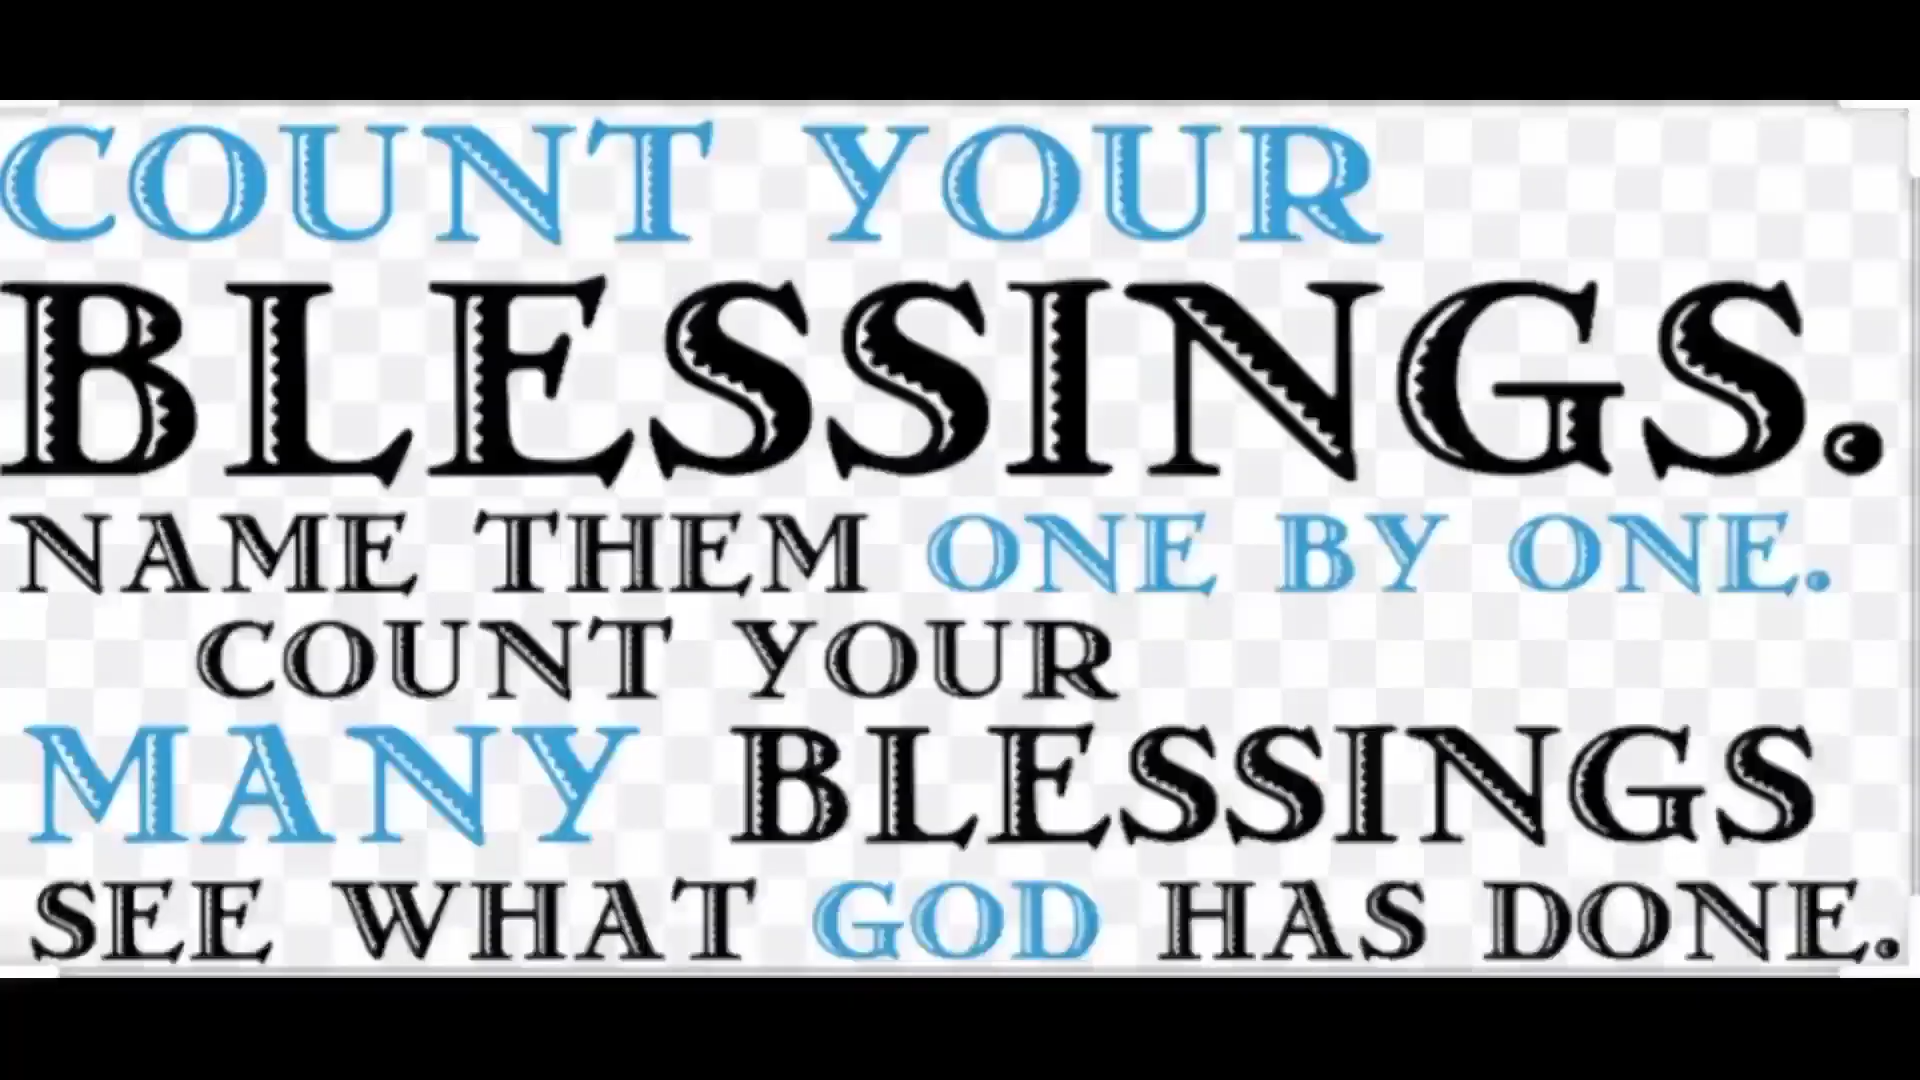 COUNT YOUR
BLESSINGS.
NAME THEM ONE BY ONE.
COUNT YOUR
MANY BLESSINGS
SEE WHAT GOD HAS DONE.